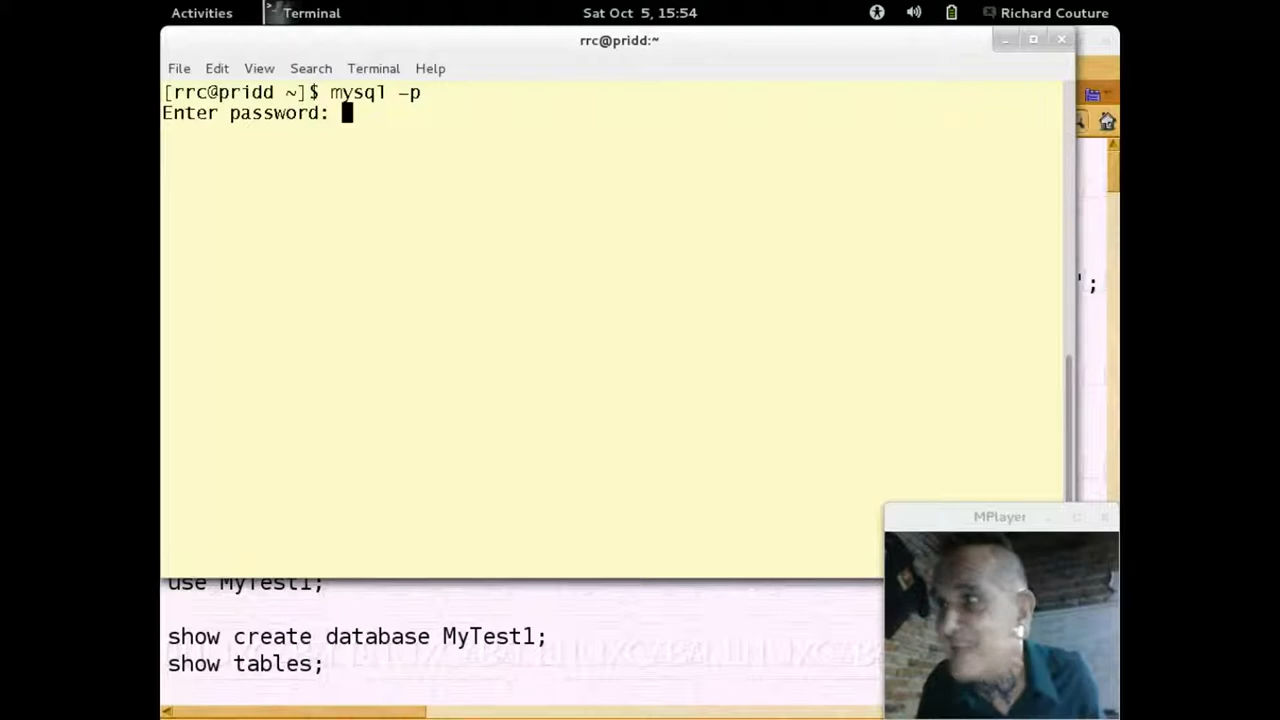 Activities Terminal Sat Oct 5, 15:54 Richard Couture
rrc@pridd:~
File Edit View Search Terminal Help
[rrc@pridd ~]$ mysql -p
Enter password:
';
MPlayer
use MyTest1;
show create database MyTest1;
show tables;